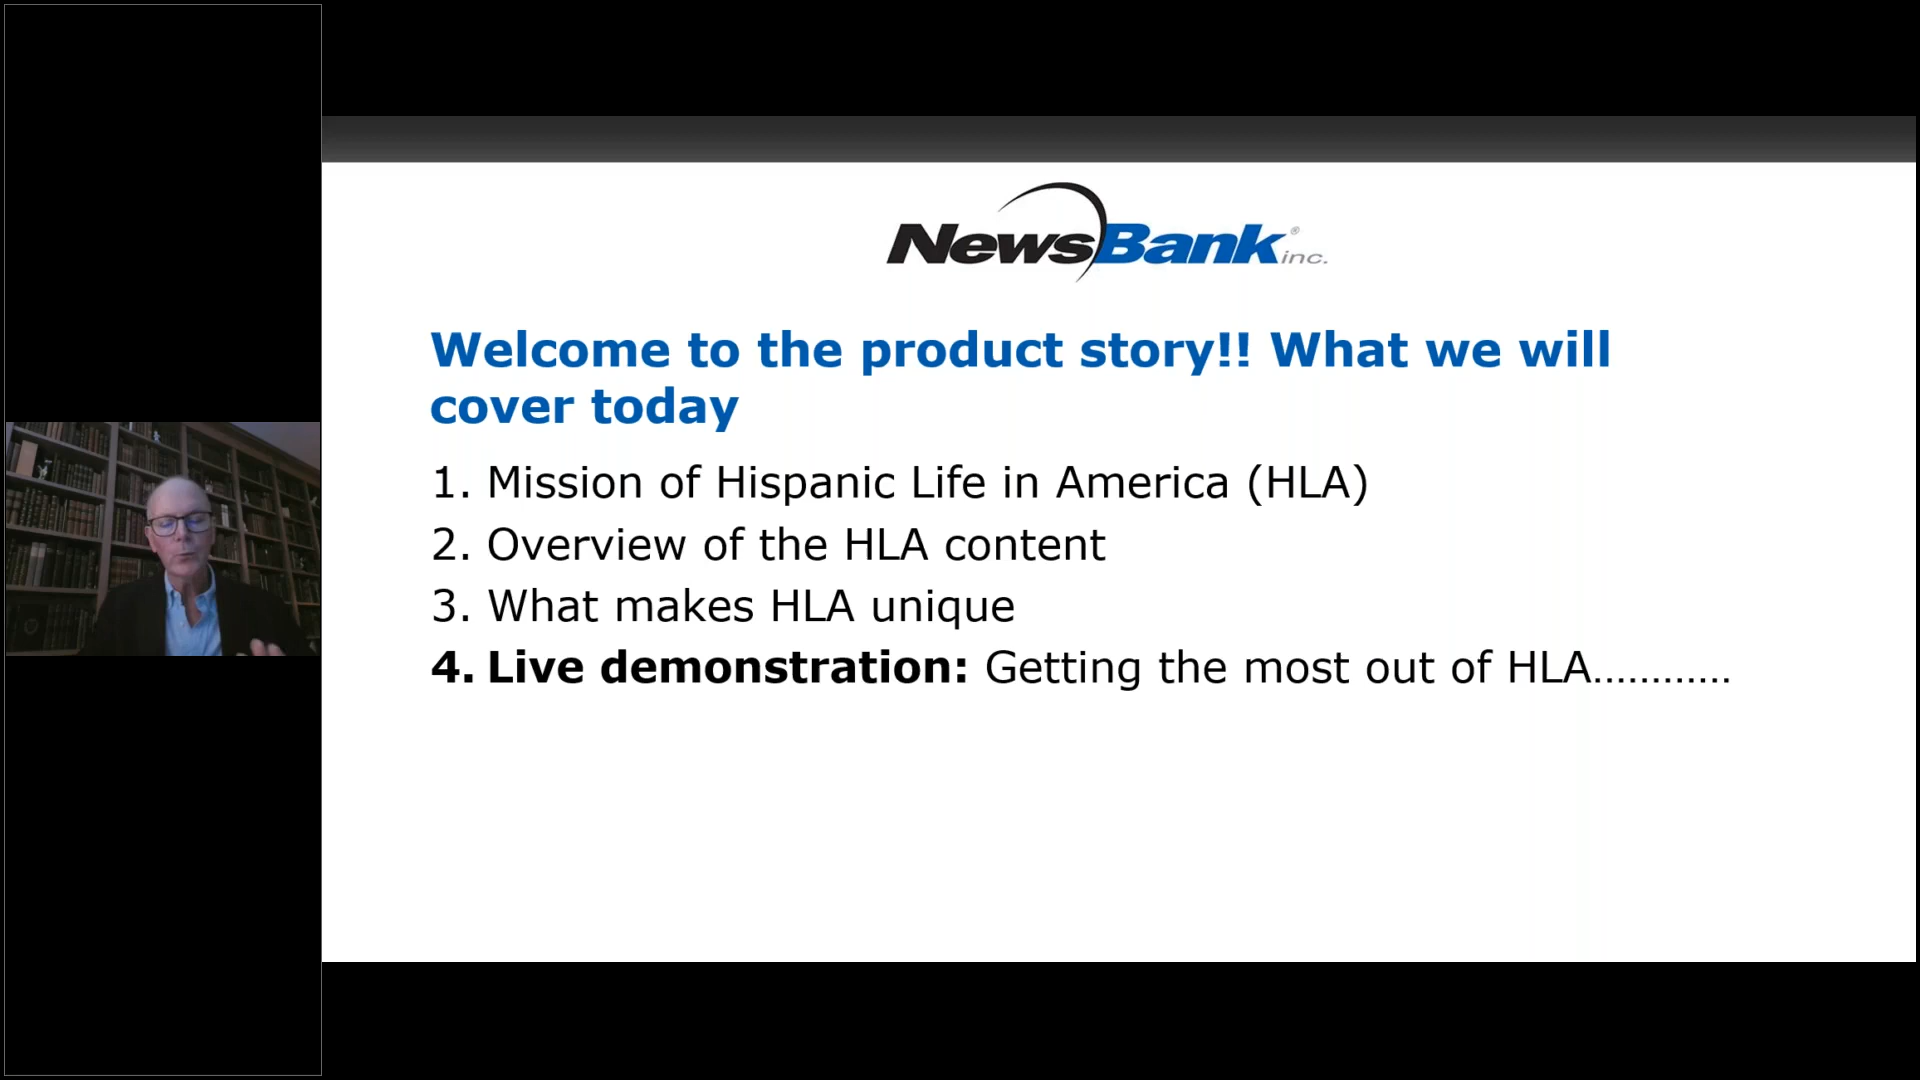 NewsBank® inc.
Welcome to the product story!! What we will
cover today
1. Mission of Hispanic Life in America (HLA)
2. Overview of the HLA content
3. What makes HLA unique
4. Live demonstration: Getting the most out of HLA............